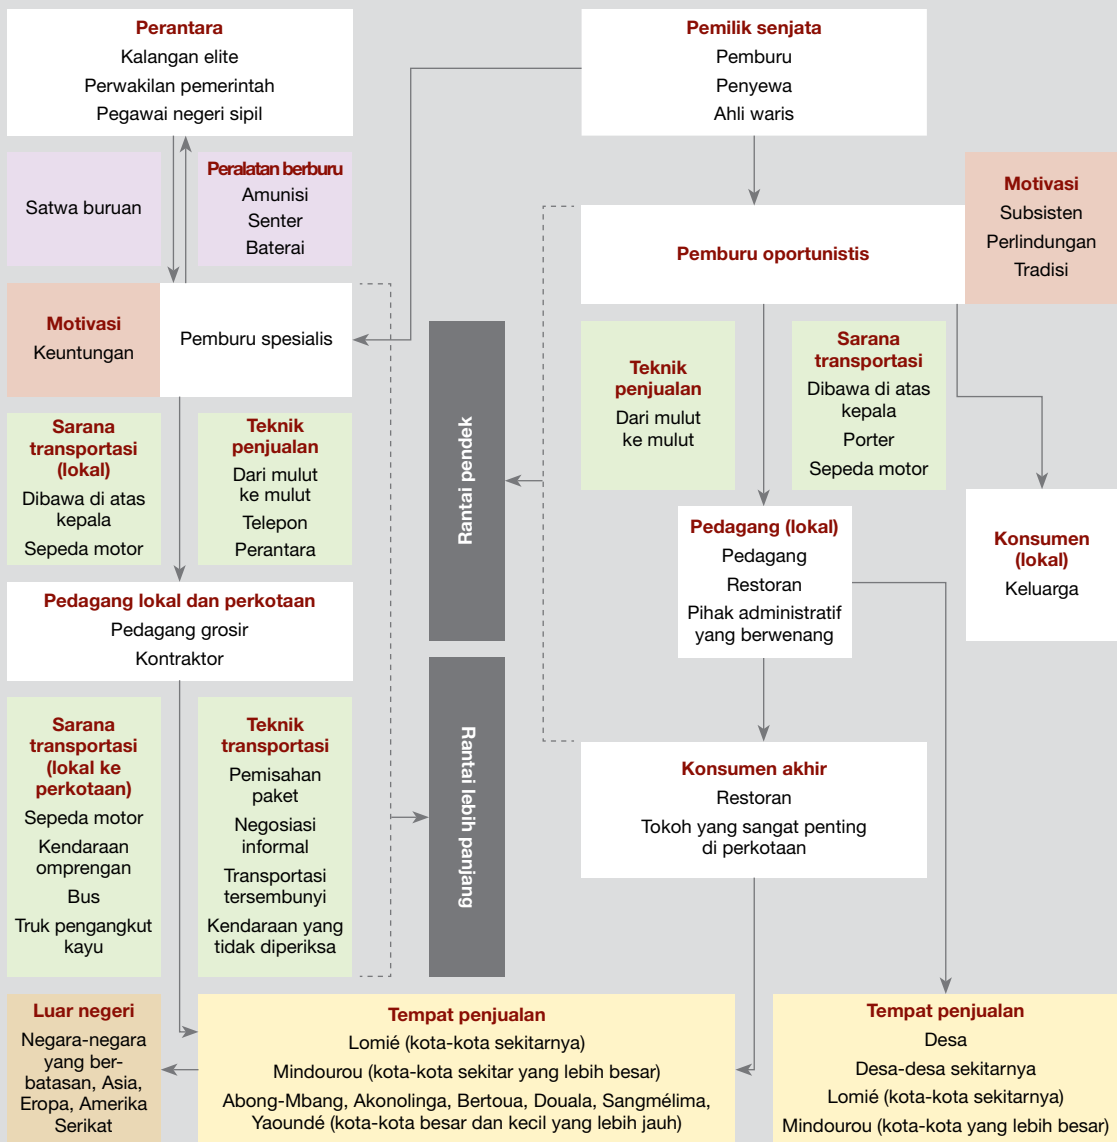 Perantara
Kalangan elite
Perwakilan pemerintah
Pegawai negeri sipil
Pemilik senjata
Pemburu
Penyewa
Ahli waris
Satwa buruan
Peralatan berburu
Amunisi
Senter
Baterai
Motivasi
Subsisten
Perlindungan
Tradisi
Pemburu oportunistis
Motivasi
Keuntungan
Pemburu spesialis
Teknik
penjualan
Dari mulut
ke mulut
Sarana
transportasi
Dibawa di atas
kepala
Porter
Sepeda motor
Sarana
transportasi
(lokal)
Dibawa di atas
kepala
Sepeda motor
Teknik
penjualan
Dari mulut
ke mulut
Telepon
Perantara
Rantai pendek
Pedagang (lokal)
Pedagang
Restoran
Pihak administratif
yang berwenang
Konsumen
(lokal)
Keluarga
Pedagang lokal dan perkotaan
Pedagang grosir
Kontraktor
Sarana
transportasi
(lokal ke
perkotaan)
Sepeda motor
Kendaraan
omprengan
Bus
Truk pengangkut
kayu
Teknik
transportasi
Pemisahan
paket
Negosiasi
informal
Transportasi
tersembunyi
Kendaraan yang
tidak diperiksa
Rantai lebih panjang
Konsumen akhir
Restoran
Tokoh yang sangat penting
di perkotaan
Luar negeri
Negara-negara
yang ber-
batasan, Asia,
Eropa, Amerika
Serikat
Tempat penjualan
Lomié (kota-kota sekitarnya)
Mindourou (kota-kota sekitar yang lebih besar)
Abong-Mbang, Akonolinga, Bertoua, Douala, Sangmélima,
Yaoundé (kota-kota besar dan kecil yang lebih jauh)
Tempat penjualan
Desa
Desa-desa sekitarnya
Lomié (kota-kota sekitarnya)
Mindourou (kota-kota yang lebih besar)